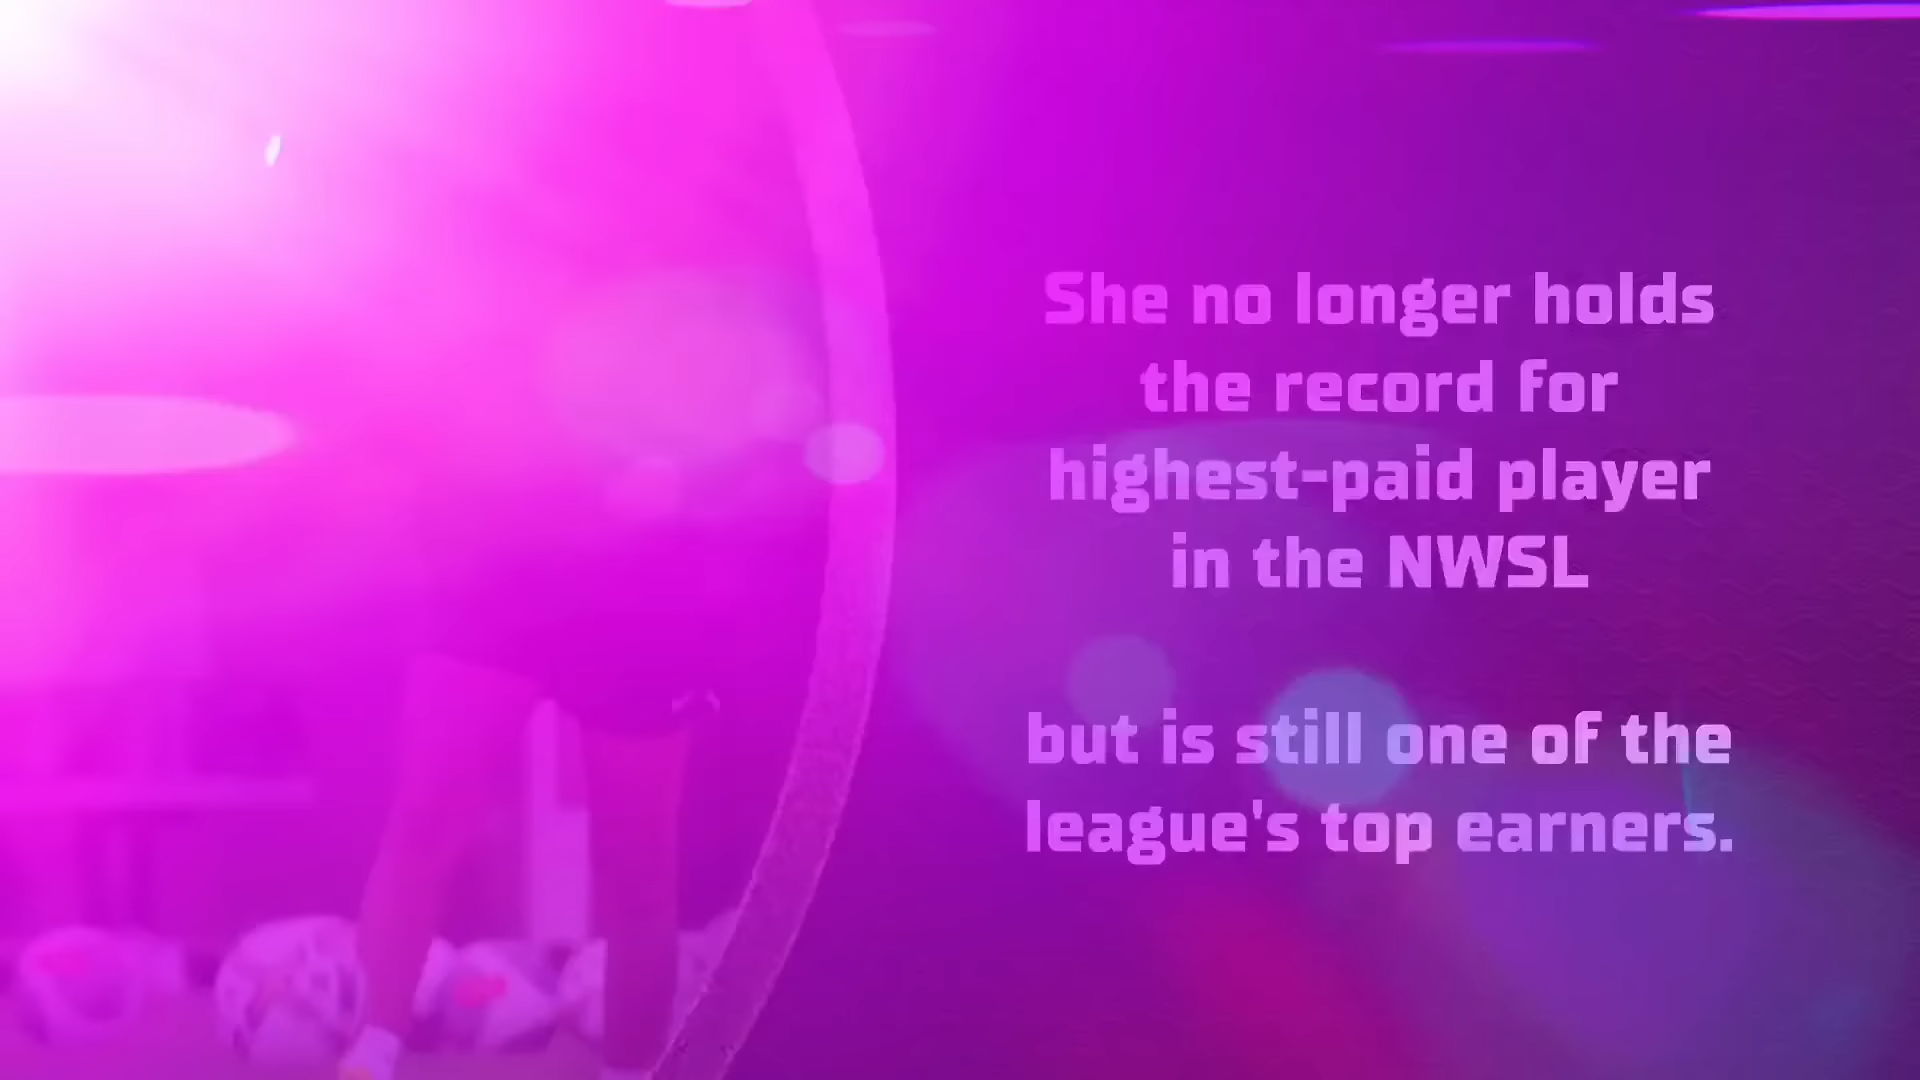 She no longer holds
the record for
highest-paid player
in the NWSL
but is still one of the
league's top earners.